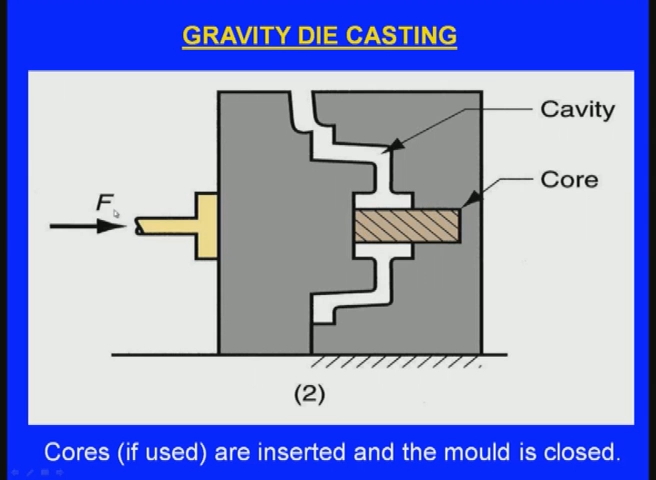 GRAVITY DIE CASTING
Cavity
Core
F
(2)
Cores (if used) are inserted and the mould is closed.